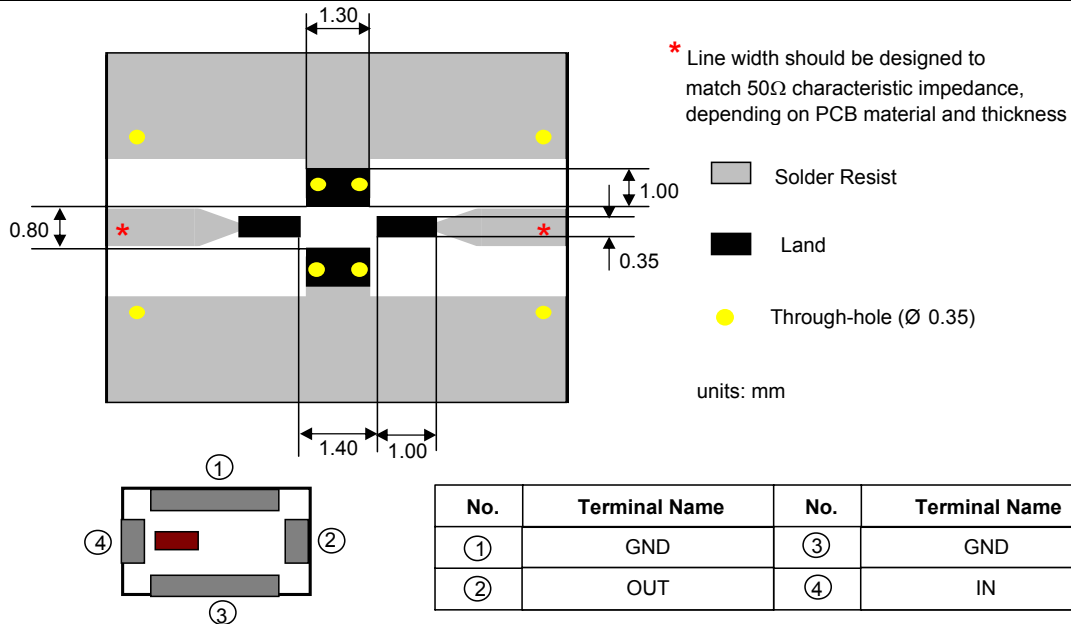 1.30
* Line width should be designed to
match 50Ω characteristic impedance,
depending on PCB material and thickness
Solder Resist
1.00
0.80
*
*
Land
0.35
Through-hole (Ø 0.35)
units: mm
1.40
1.00
①
④
②
③
No. Terminal Name No. Terminal Name
① GND ③ GND
② OUT ④ IN